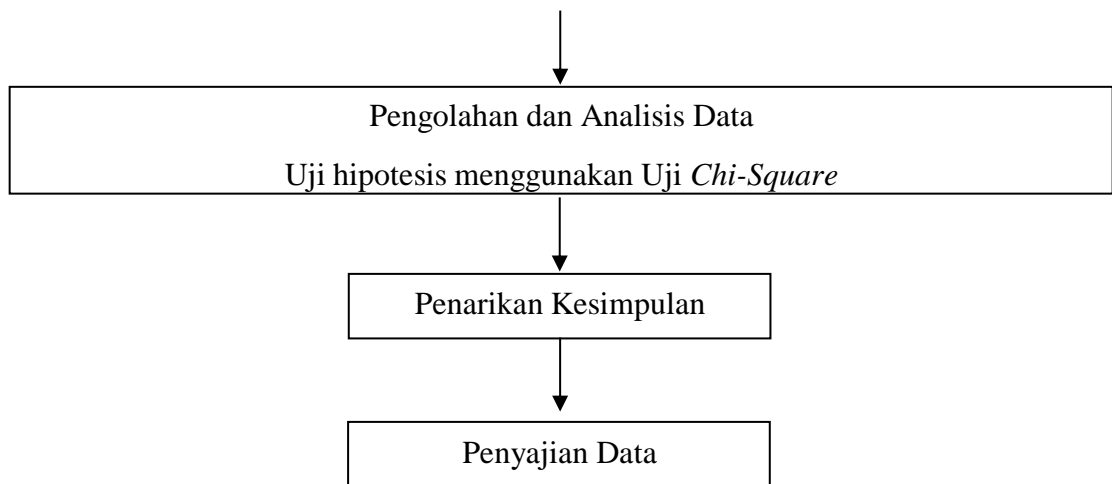 Pengolahan dan Analisis Data
Uji hipotesis menggunakan Uji Chi-Square
Penarikan Kesimpulan
Penyajian Data